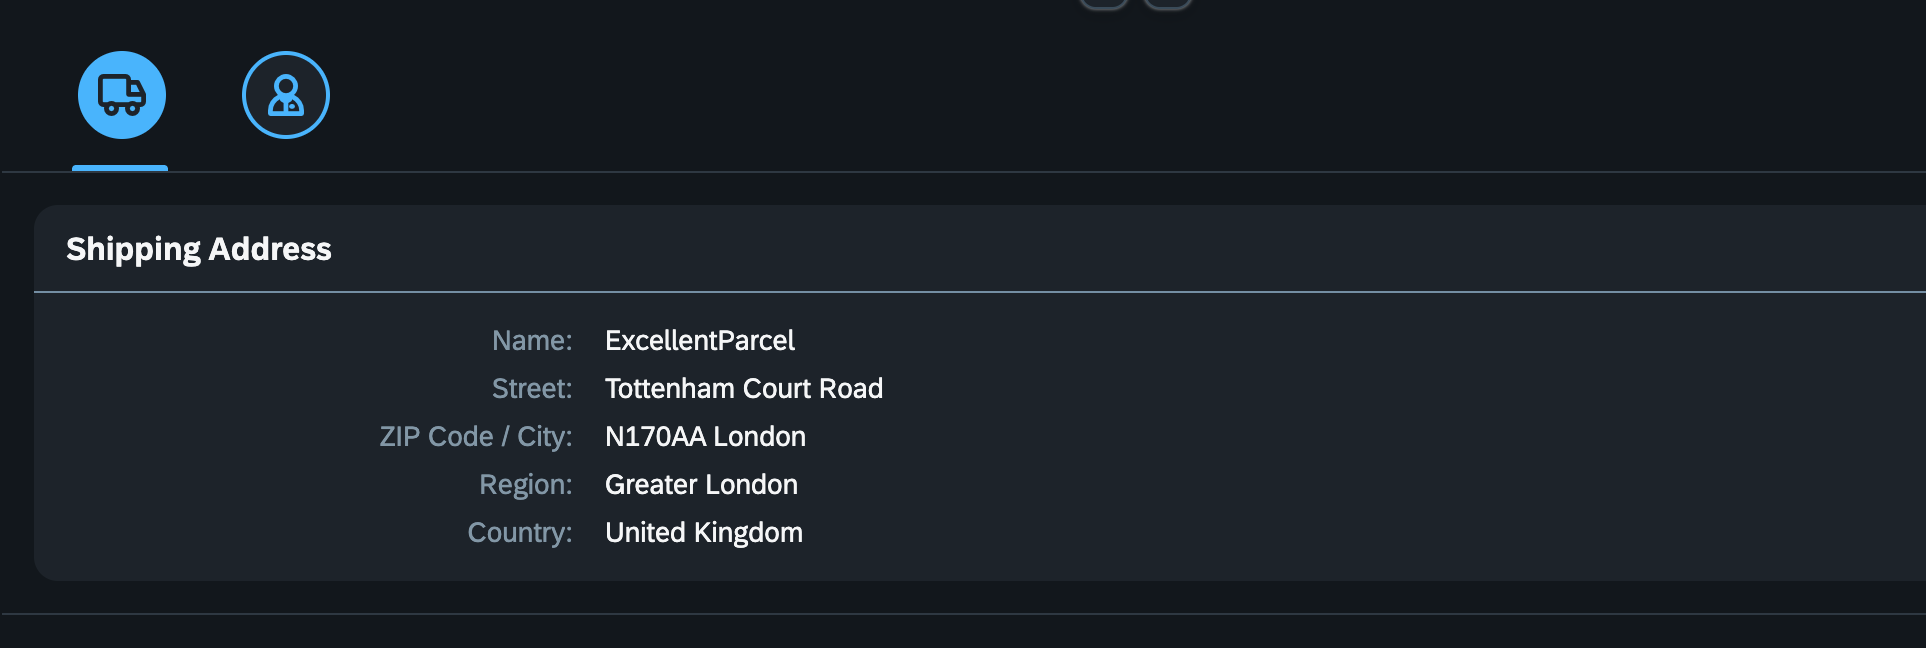 Shipping Address
Name: ExcellentParcel
Street: Tottenham Court Road
ZIP Code / City: N170AA London
Region: Greater London
Country: United Kingdom